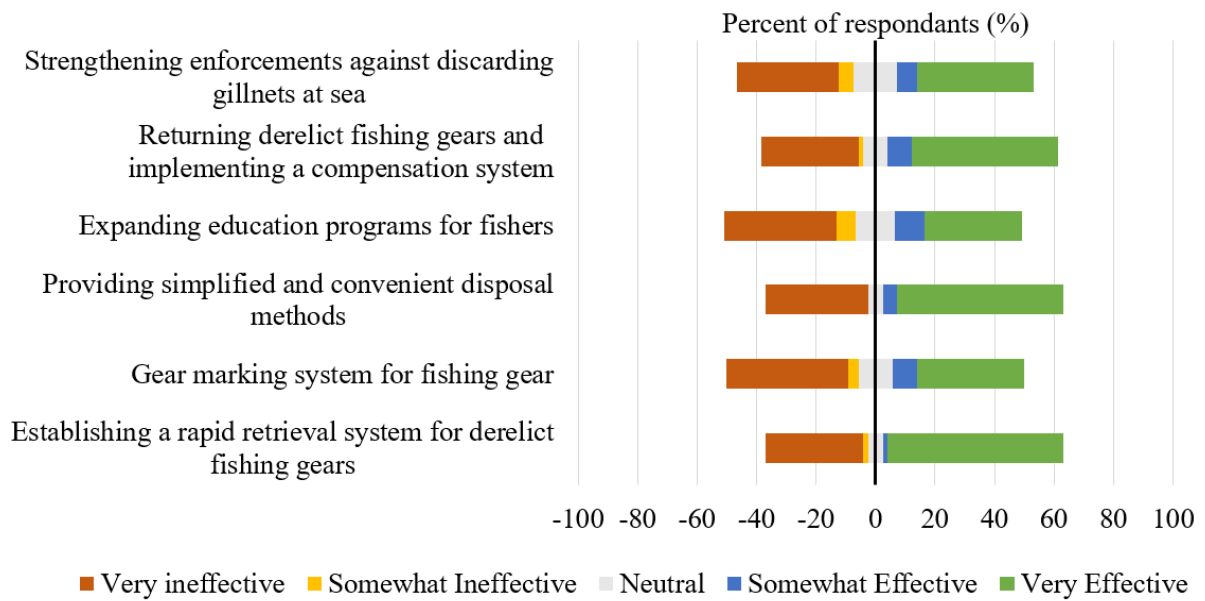 Percent of respondants (%)
Strengthening enforcements against discarding
gillnets at sea
Returning derelict fishing gears and
implementing a compensation system
Expanding education programs for fishers
Providing simplified and convenient disposal
methods
Gear marking system for fishing gear
Establishing a rapid retrieval system for derelict
fishing gears
-100 -80 -60 -40 -20 0 20 40 60 80 100
Very ineffective Somewhat Ineffective Neutral Somewhat Effective Very Effective